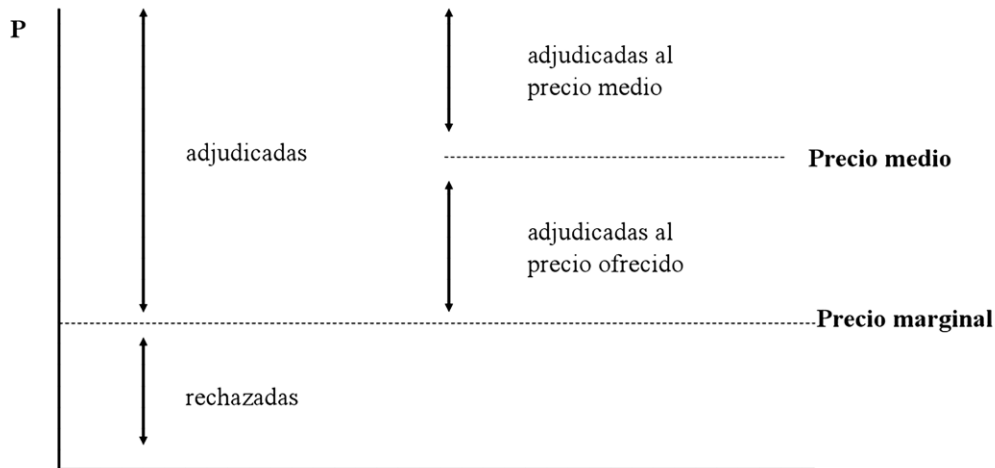 P
adjudicadas al
precio medio
adjudicadas
Precio medio
adjudicadas al
precio ofrecido
Precio marginal
rechazadas